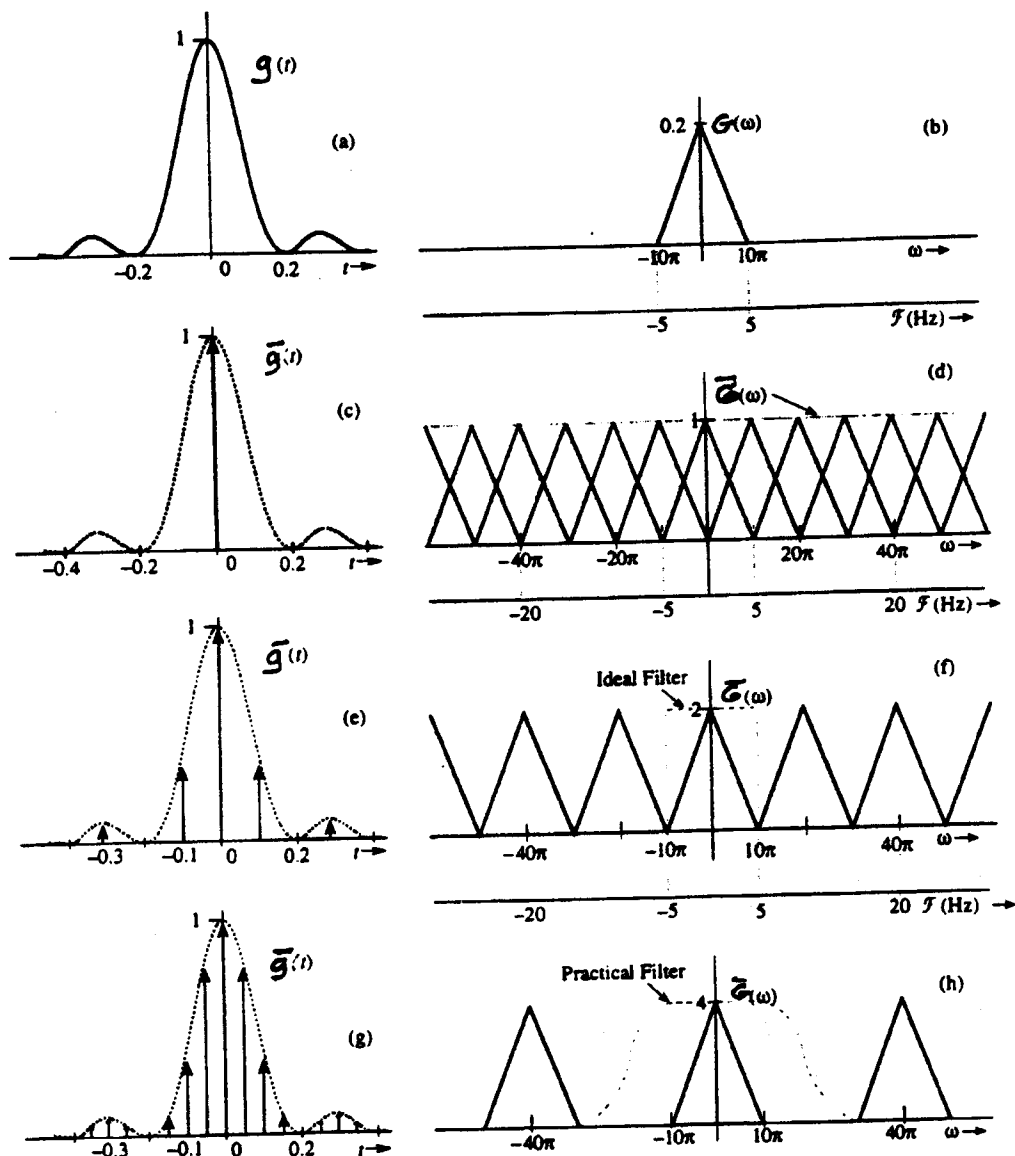 1
g(t)
(a)
−0.2 0 0.2 t→
0.2 G(ω) (b)
−10π 10π ω→
−5 5 ℱ(Hz) →
1
ḡ(t)
(c)
−0.4 −0.2 0 0.2 t→
(d)
Ḡ(ω)
1
−40π −20π 20π 40π ω→
−20 −5 5 20 ℱ(Hz) →
1
ḡ(t)
(e)
−0.3 −0.1 0 0.2 t→
(f)
Ideal Filter
2 Ḡ(ω)
−40π −10π 10π 40π ω→
−20 −5 5 20 ℱ(Hz) →
1
ḡ(t)
(g)
−0.3 −0.1 0 0.2 t→
Practical Filter (h)
4 Ḡ(ω)
−40π −10π 10π 40π ω→